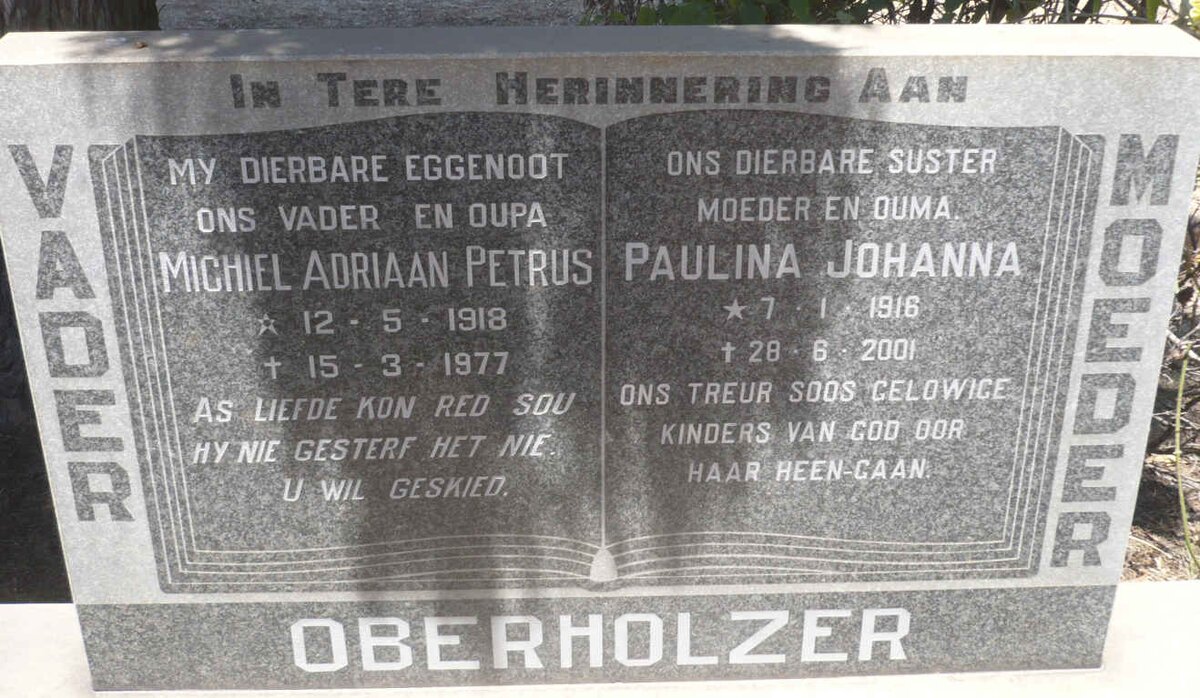 IN TERE HERINNERING AAN
VADER
MY DIERBARE EGGENOOT
ONS VADER EN OUPA
MICHIEL ADRIAAN PETRUS
☆ 12 - 5 - 1918
✝ 15 - 3 - 1977
AS LIEFDE KON RED SOU
HY NIE GESTERF HET NIE.
U WIL GESKIED.
ONS DIERBARE SUSTER
MOEDER EN OUMA.
PAULINA JOHANNA
★ 7 - 1 - 1916
✝ 28 - 6 - 2001
ONS TREUR SOOS GELOWIGE
KINDERS VAN GOD OOR
HAAR HEEN-GAAN.
MOEDER
OBERHOLZER